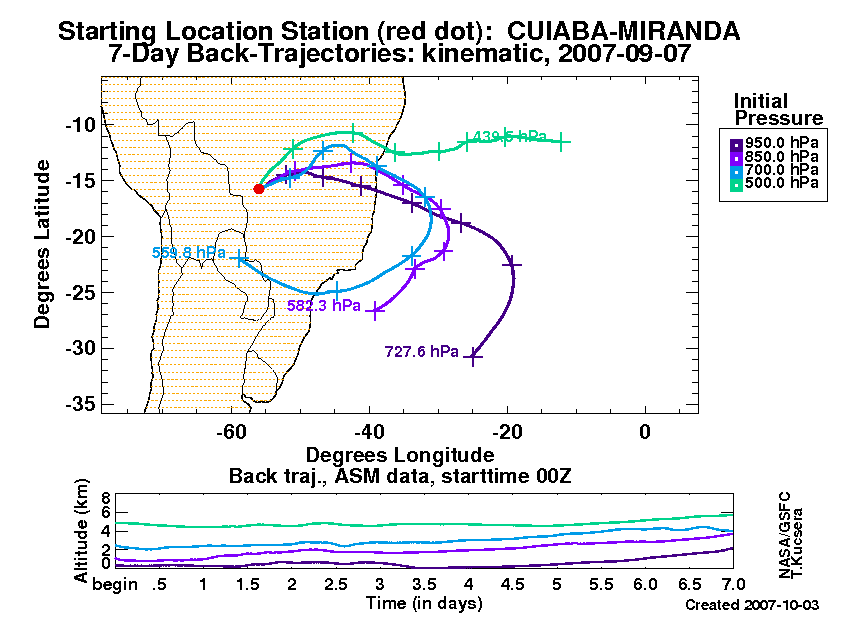 Starting Location Station (red dot):  CUIABA-MIRANDA
7-Day Back-Trajectories: kinematic, 2007-09-07
Initial
Pressure
950.0 hPa
850.0 hPa
700.0 hPa
500.0 hPa
439.5 hPa
559.8 hPa
582.3 hPa
727.6 hPa
Degrees Latitude
-10
-15
-20
-25
-30
-35
-60 -40 -20 0
Degrees Longitude
Back traj., ASM data, starttime 00Z
Altitude (km)
8
6
4
2
0
begin .5 1 1.5 2 2.5 3 3.5 4 4.5 5 5.5 6.0 6.5 7.0
Time (in days)
NASA/GSFC
T.Kucsera
Created 2007-10-03